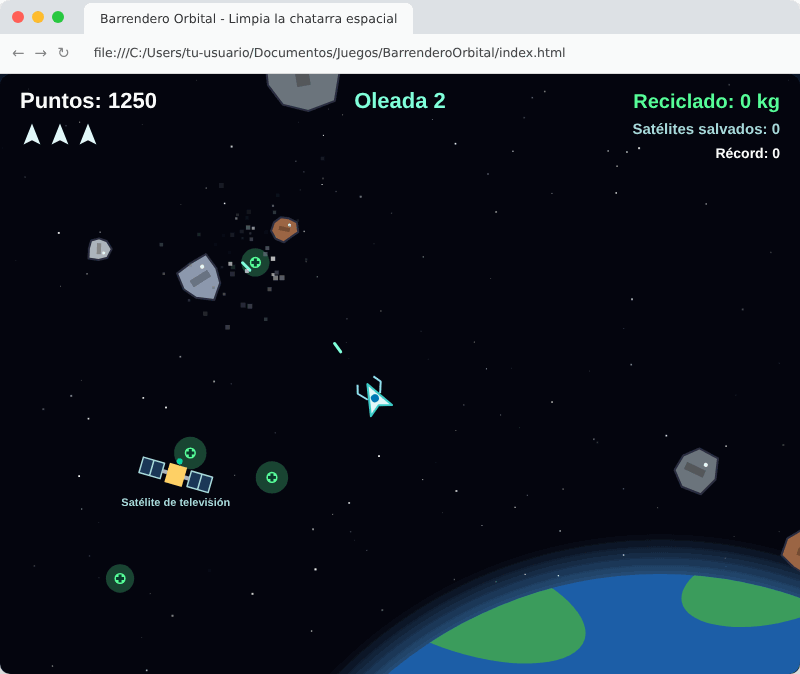 Barrendero Orbital - Limpia la chatarra espacial
file:///C:/Users/tu-usuario/Documentos/Juegos/BarrenderoOrbital/index.html
Puntos: 1250
Oleada 2
Reciclado: 0 kg
Satélites salvados: 0
Récord: 0
Satélite de televisión